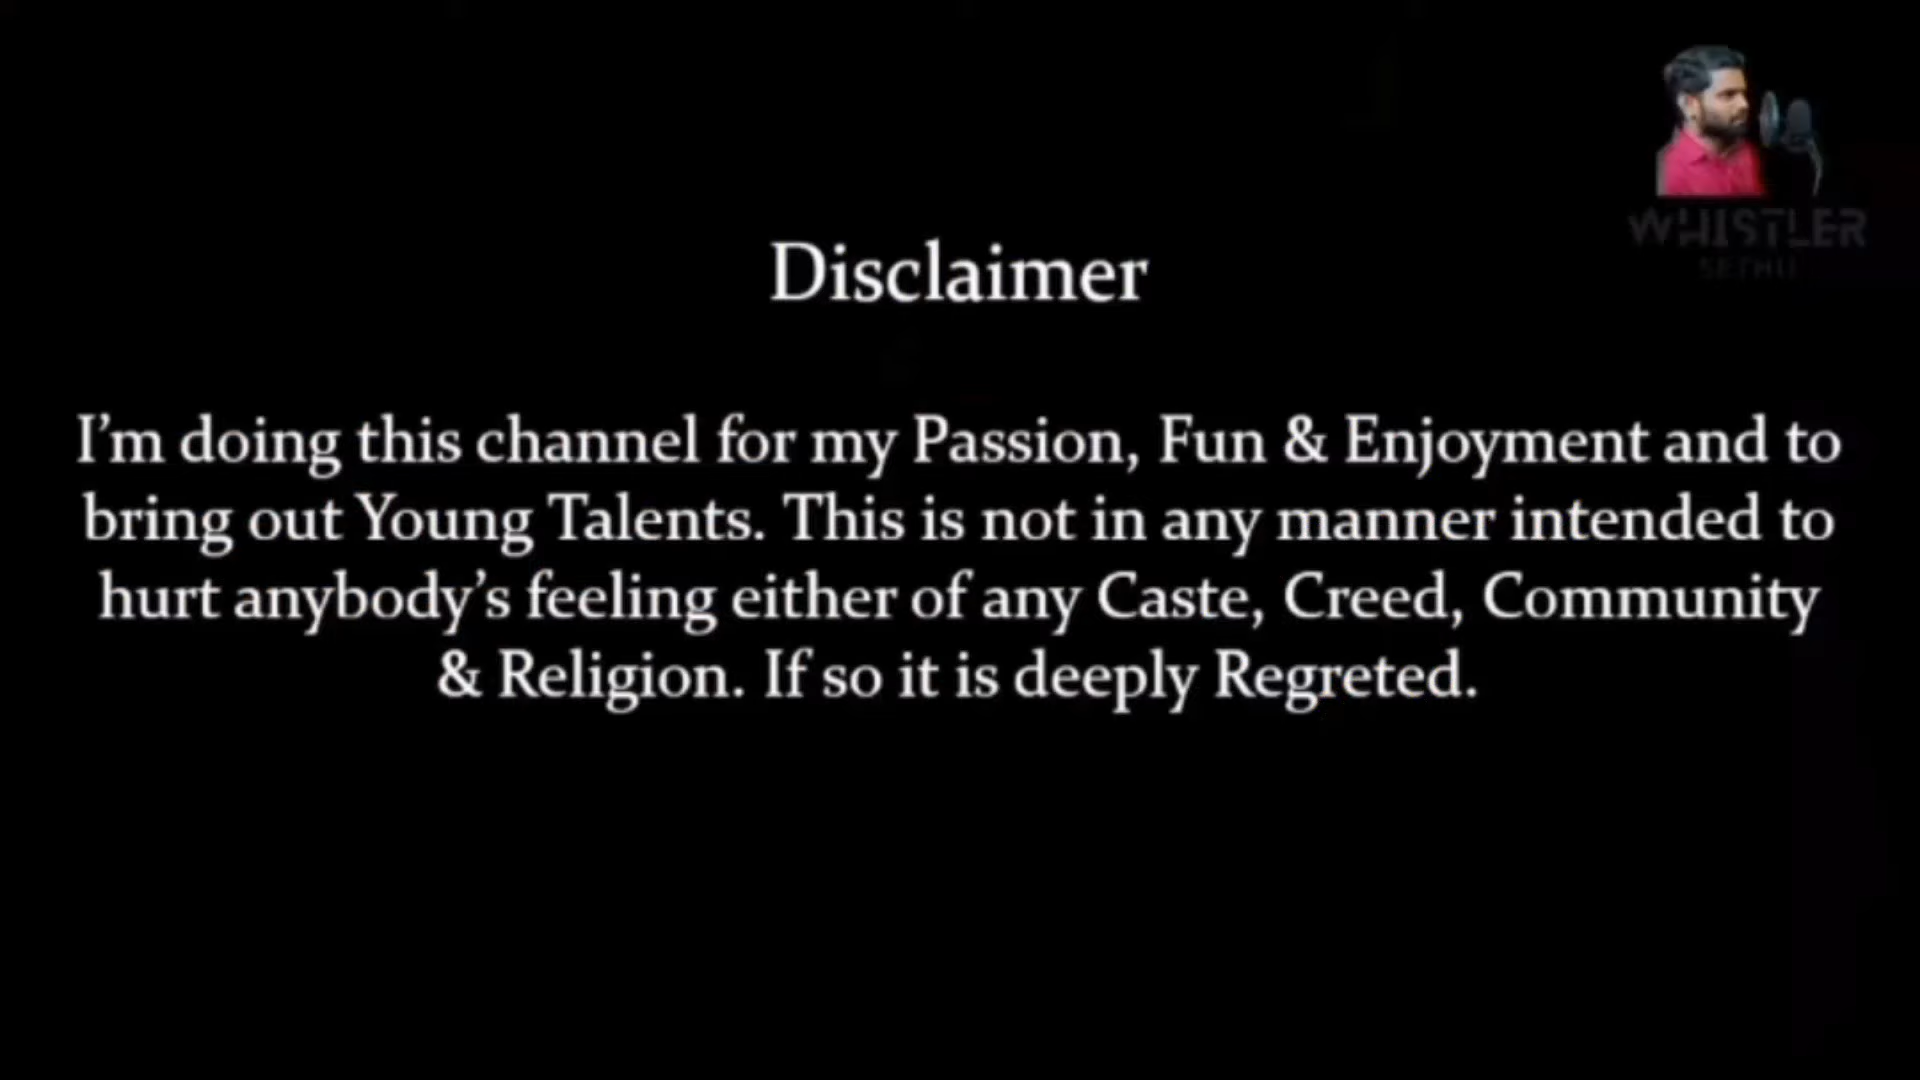 WHISTLER
SETHU
Disclaimer
I'm doing this channel for my Passion, Fun & Enjoyment and to
bring out Young Talents. This is not in any manner intended to
hurt anybody's feeling either of any Caste, Creed, Community
& Religion. If so it is deeply Regreted.